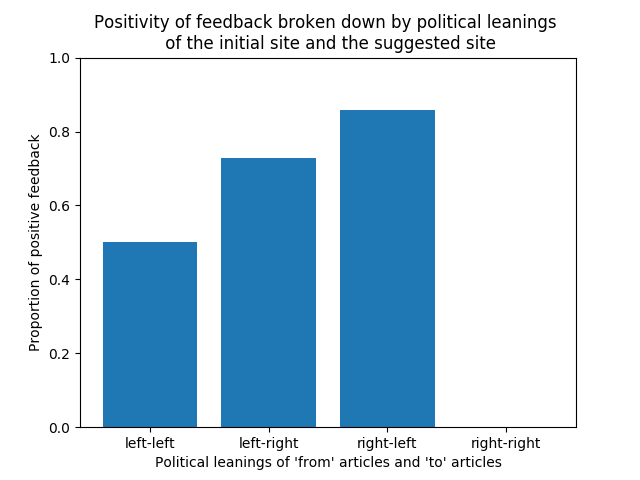 Positivity of feedback broken down by political leanings
of the initial site and the suggested site
1.0
0.8
0.6
0.4
0.2
0.0
Proportion of positive feedback
left-left left-right right-left right-right
Political leanings of 'from' articles and 'to' articles